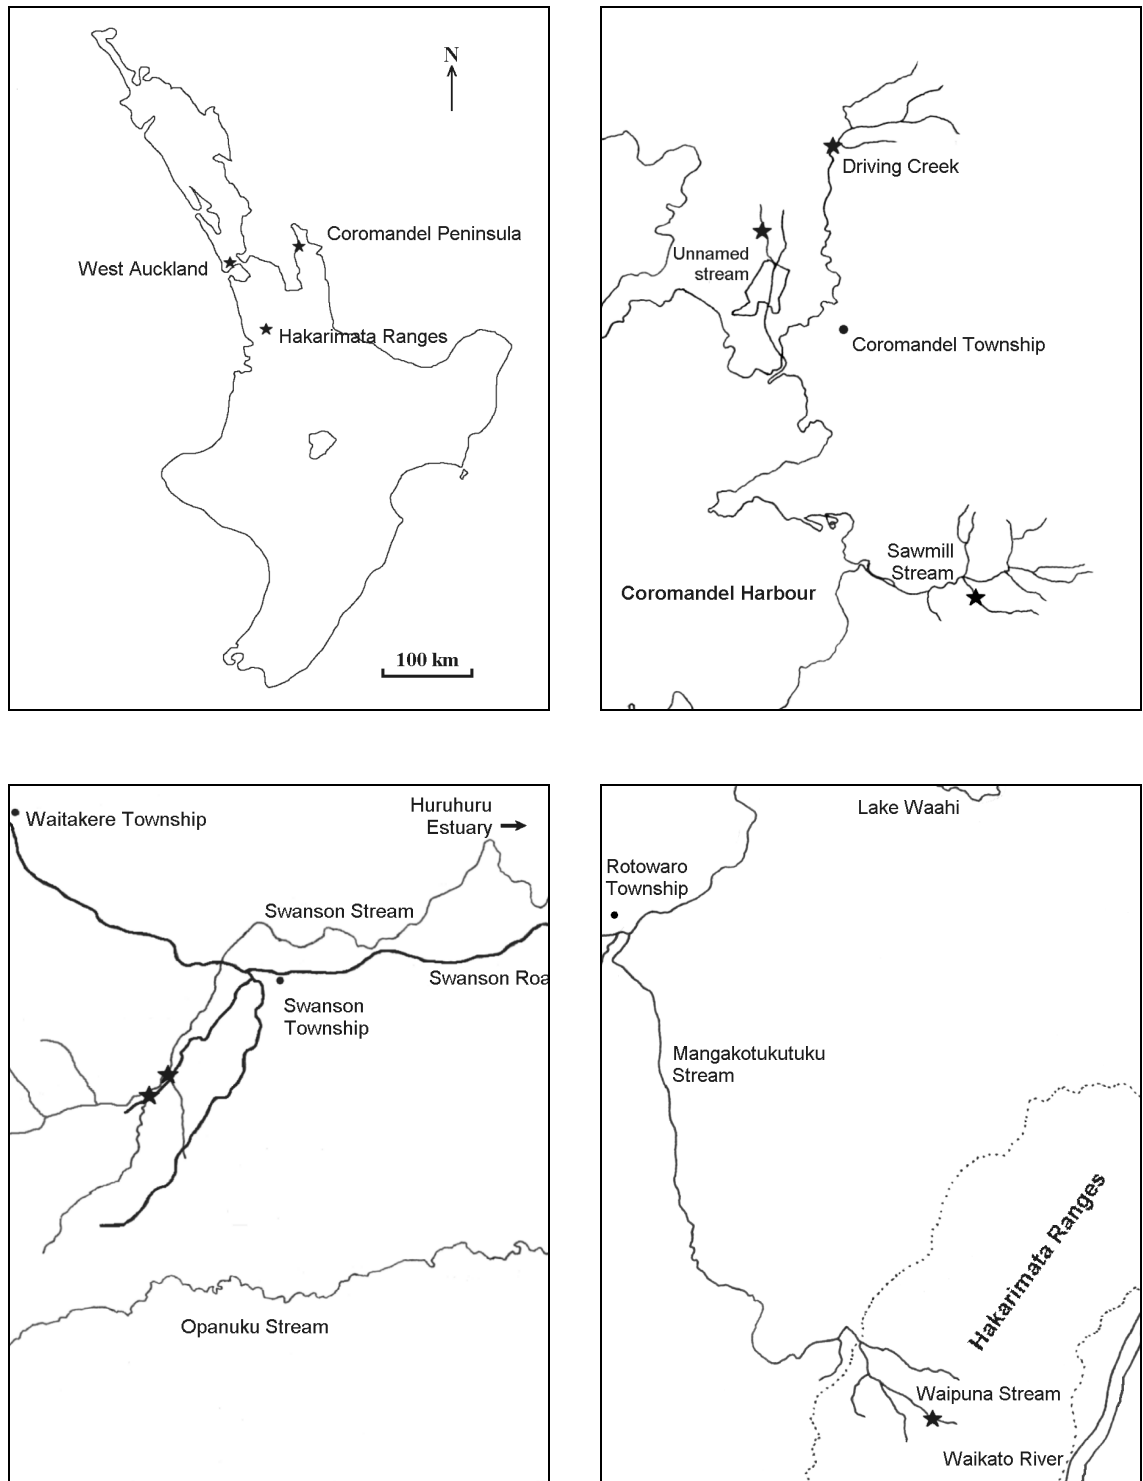 N
Coromandel Peninsula
West Auckland
Hakarimata Ranges
100 km
Driving Creek
Unnamed
stream
Coromandel Township
Sawmill
Stream
Coromandel Harbour
Huruhuru
Estuary
Waitakere Township
Swanson Stream
Swanson Roa
Swanson
Township
Opanuku Stream
Lake Waahi
Rotowaro
Township
Mangakotukutuku
Stream
Hakarimata Ranges
Waipuna Stream
Waikato River